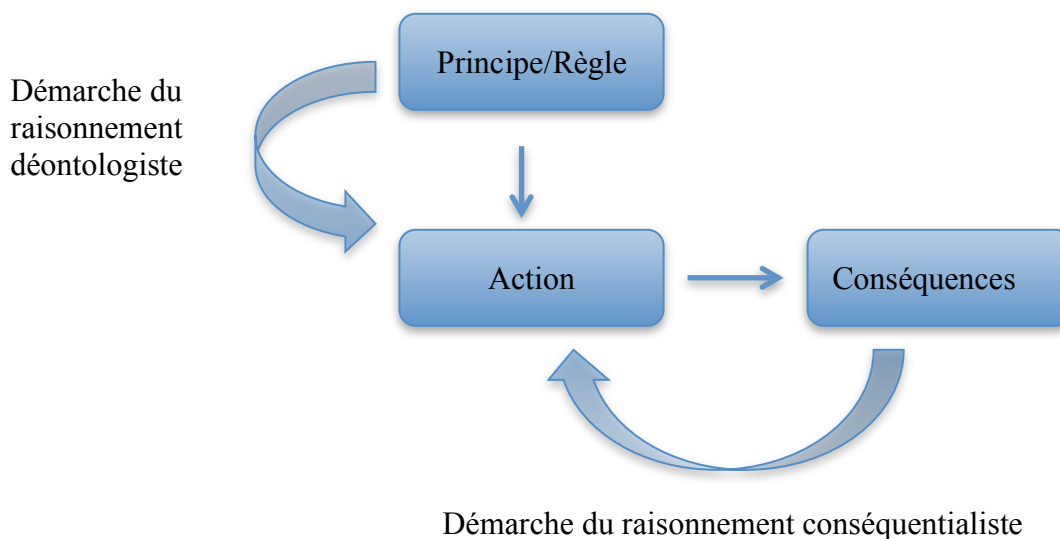 Principe/Règle
Démarche du
raisonnement
déontologiste
Action
Conséquences
Démarche du raisonnement conséquentialiste